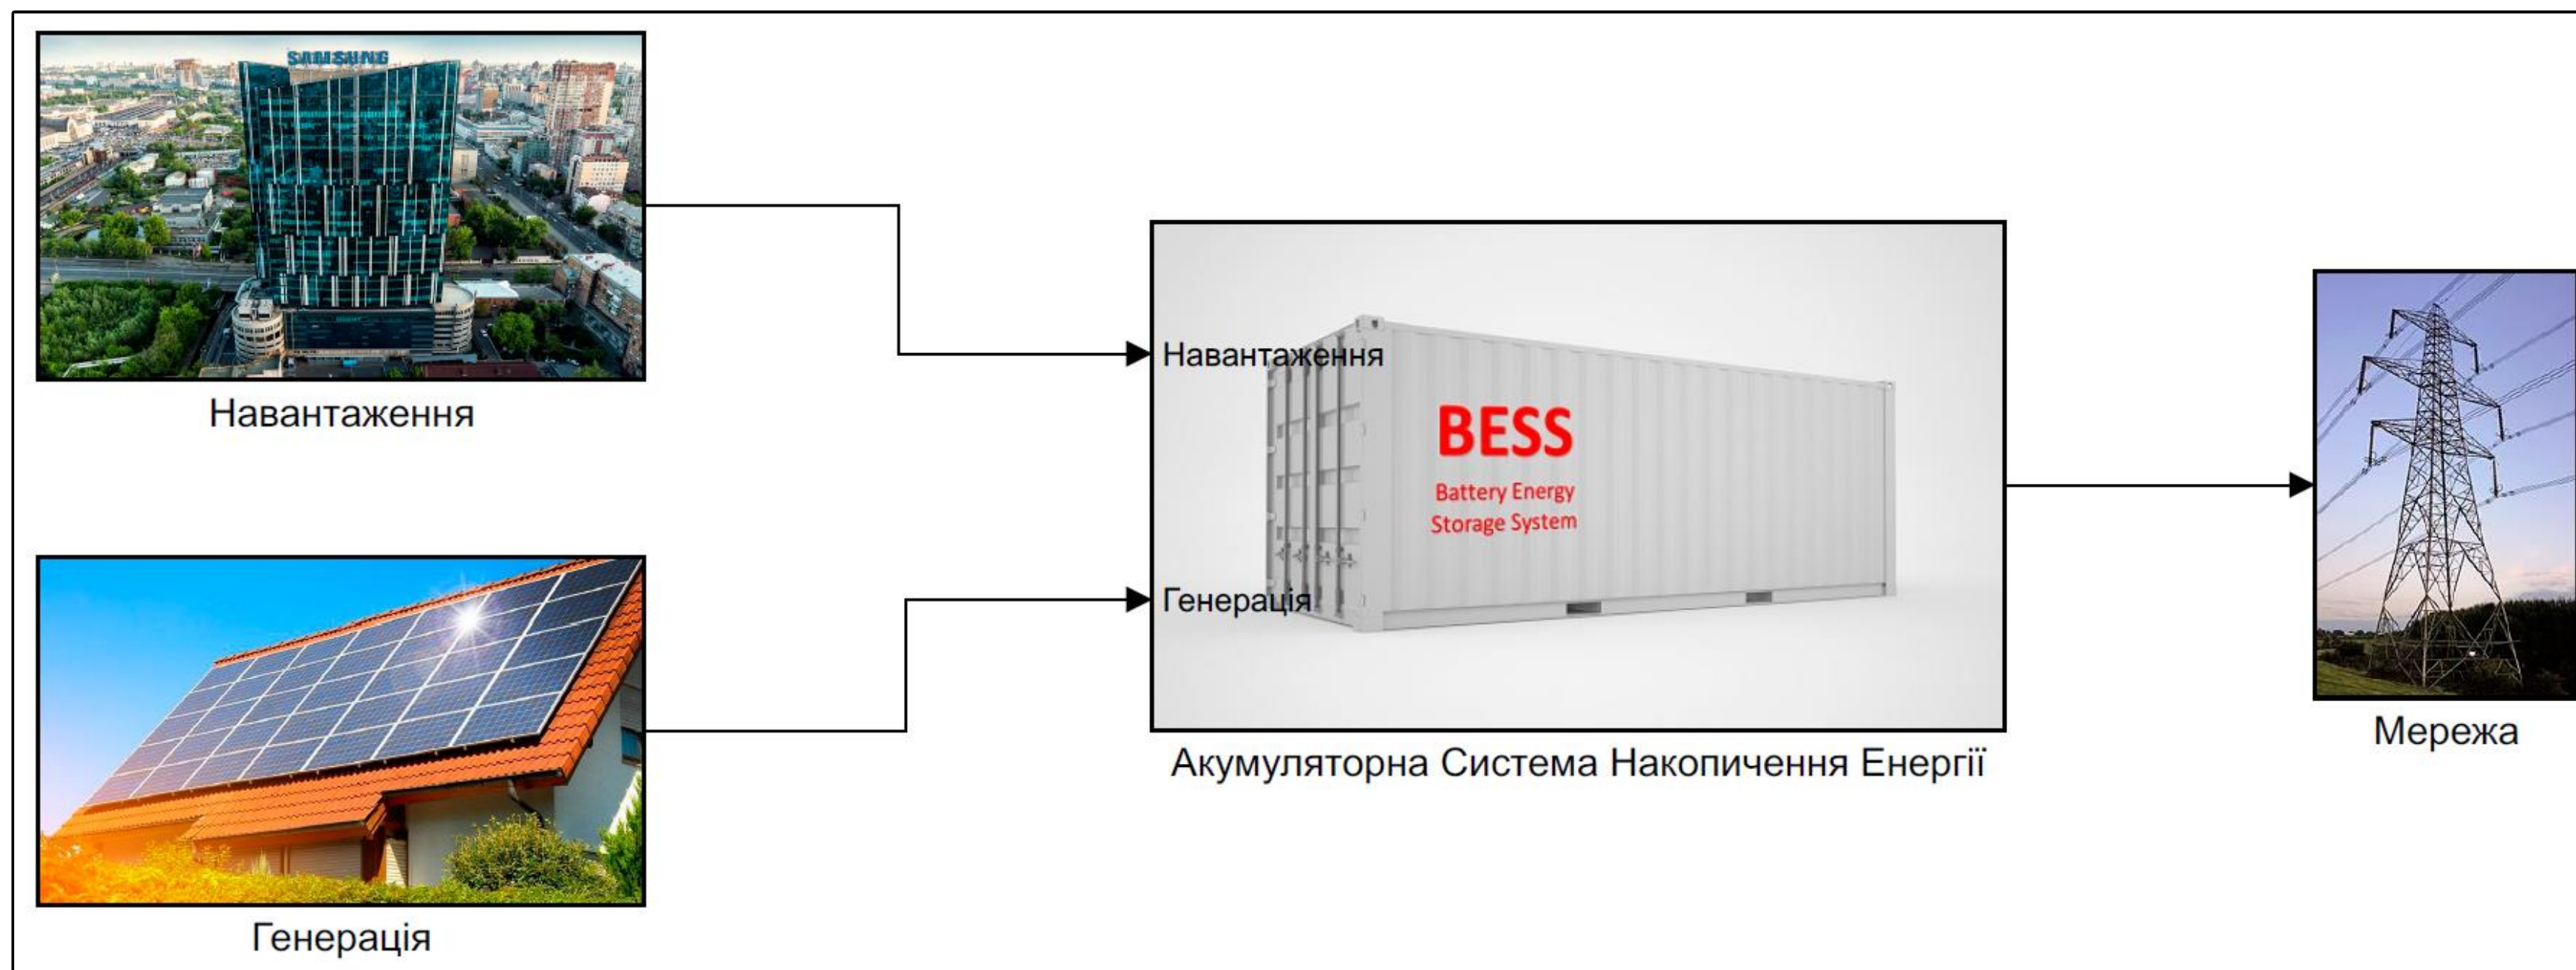 SAMSUNG
Навантаження
Навантаження
BESS
Battery Energy
Storage System
Генерація
Акумуляторна Система Накопичення Енергії
Мережа
Генерація